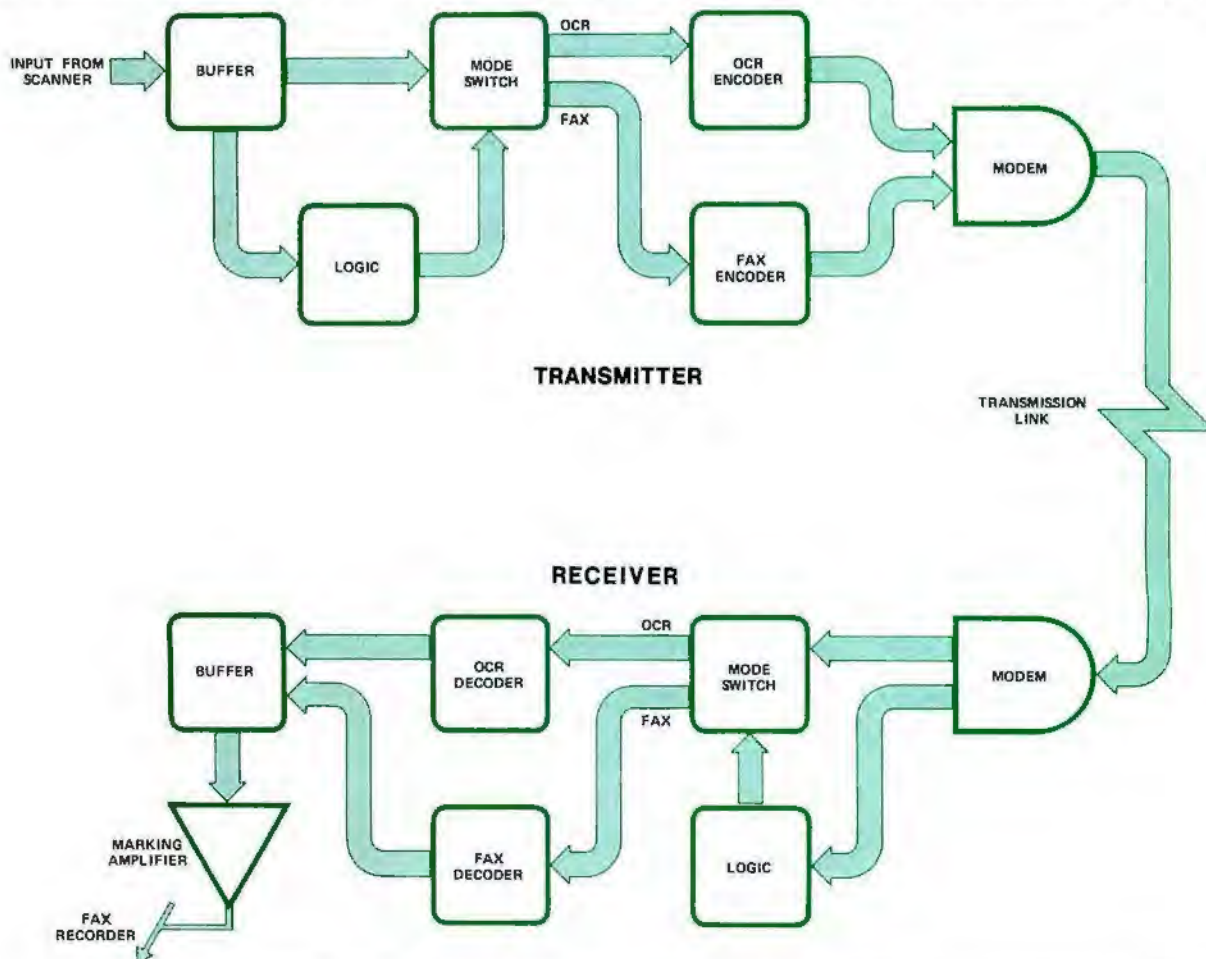 INPUT FROM
SCANNER
BUFFER
MODE
SWITCH
OCR
FAX
OCR
ENCODER
LOGIC
FAX
ENCODER
MODEM
TRANSMITTER
TRANSMISSION
LINK
RECEIVER
BUFFER
OCR
DECODER
OCR
FAX
MODE
SWITCH
MODEM
MARKING
AMPLIFIER
FAX
DECODER
LOGIC
FAX
RECORDER